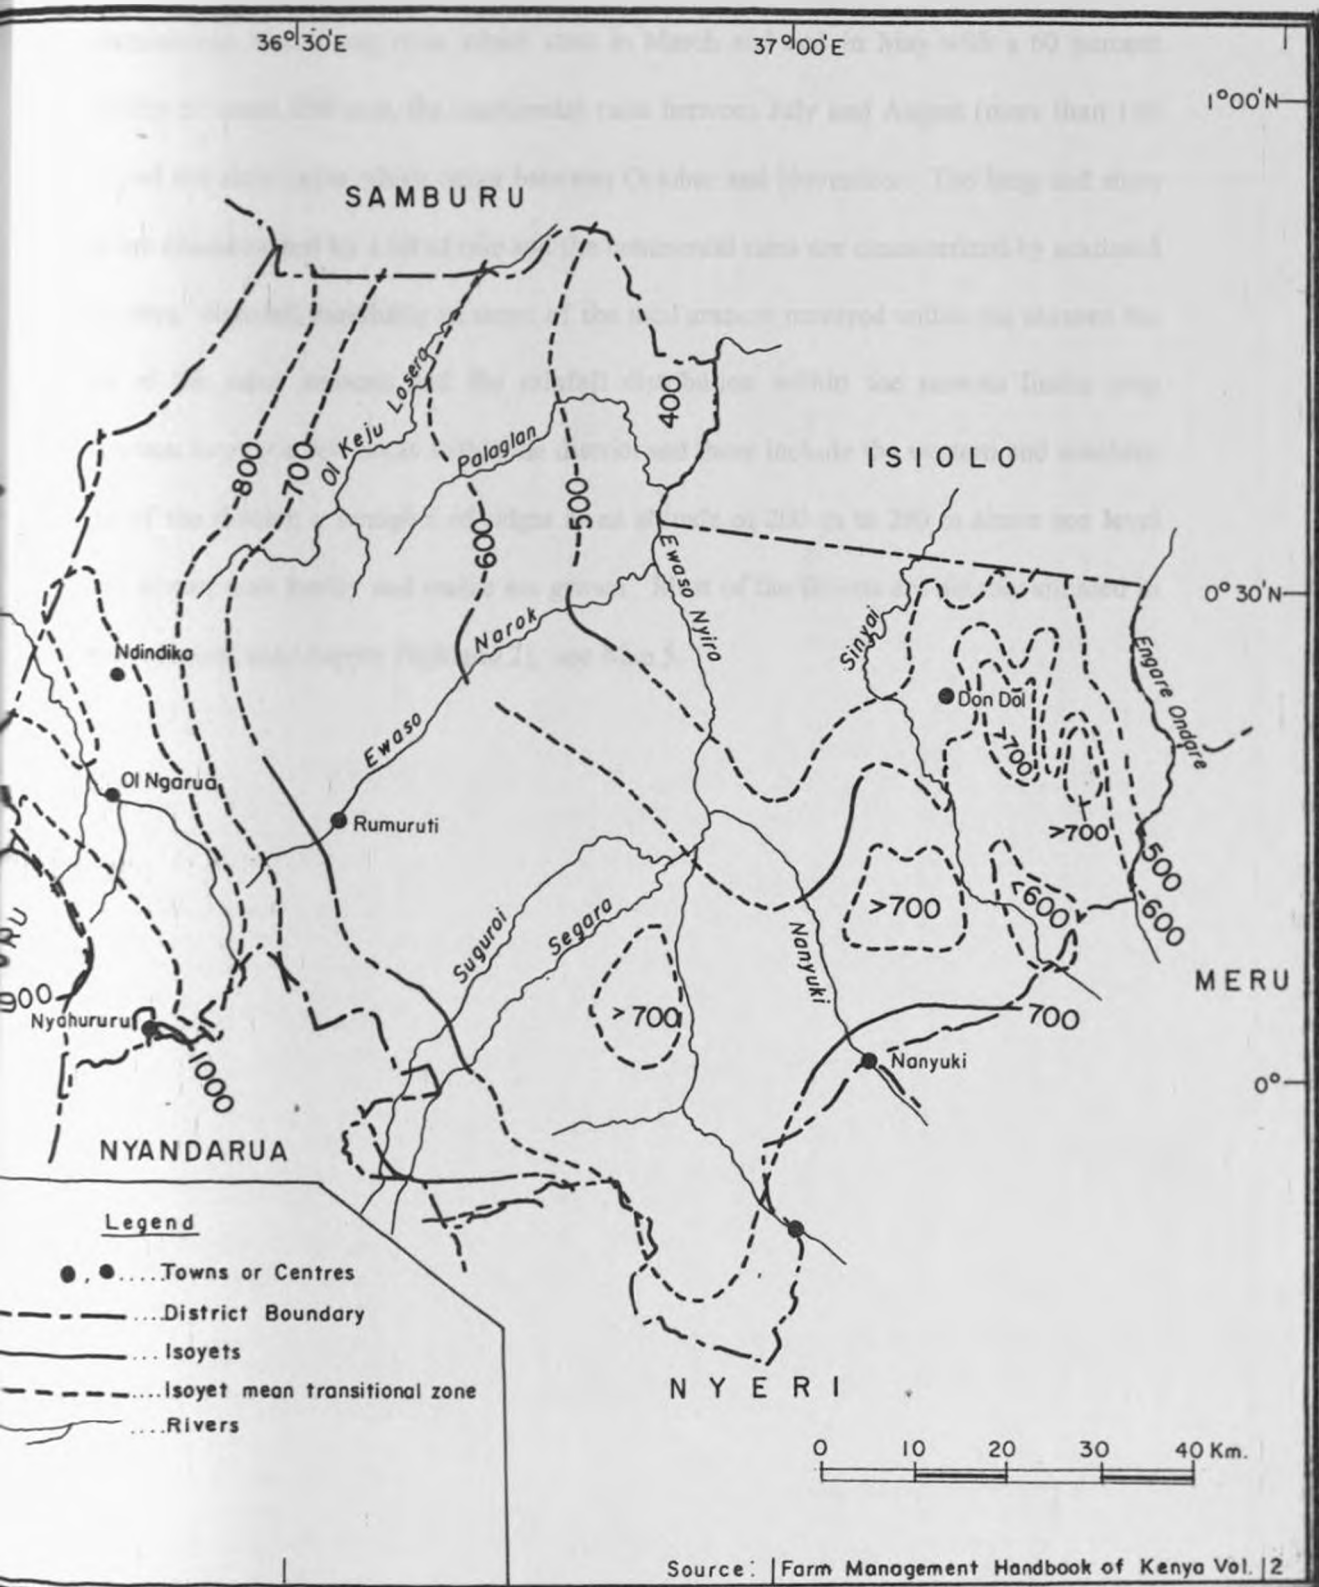 36°30'E
37°00'E
1°00'N
SAMBURU
400
ISIOLO
Ol Keju Losera
Palaglan
800
700
500
600
Ewaso Nyiro
0°30'N
Narok
Ewaso
Sinyai
Engare Ondare
Ndindika
Don Dol
>700
Ol Ngarua
Rumuruti
>700
500
600
>700
<600
Suguroi
Segara
Nanyuki
MERU
900
>700
700
Nyahururu
1000
Nanyuki
0°
NYANDARUA
Legend
Towns or Centres
District Boundary
Isoyets
Isoyet mean transitional zone
Rivers
NYERI
0 10 20 30 40 Km.
Source: Farm Management Handbook of Kenya Vol. 2